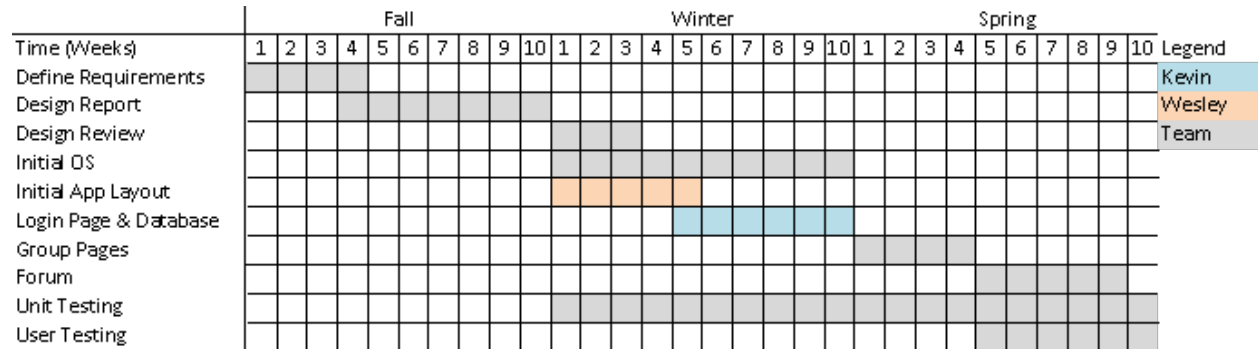 Fall Winter Spring
Time (Weeks) 1 2 3 4 5 6 7 8 9 10 1 2 3 4 5 6 7 8 9 10 1 2 3 4 5 6 7 8 9 10 Legend
Define Requirements Kevin
Design Report Wesley
Design Review Team
Initial OS
Initial App Layout
Login Page & Database
Group Pages
Forum
Unit Testing
User Testing